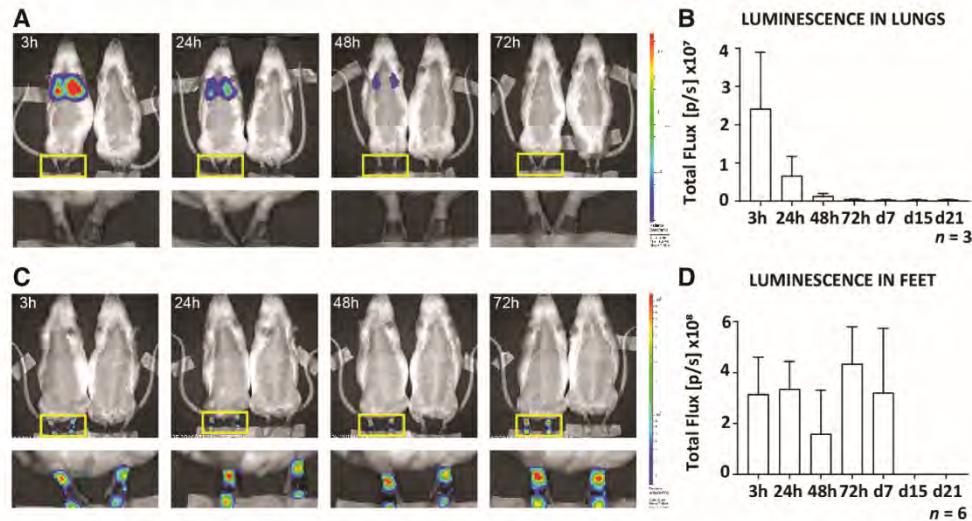 A
3h
24h
48h
72h
B
LUMINESCENCE IN LUNGS
Total FLux [p/s] x10⁷
4
3
2
1
0
3h 24h 48h 72h d7 d15 d21
n = 3
C
3h
24h
48h
72h
D
LUMINESCENCE IN FEET
Total Flux [p/s] x10⁸
6
4
2
0
3h 24h 48h 72h d7 d15 d21
n = 6